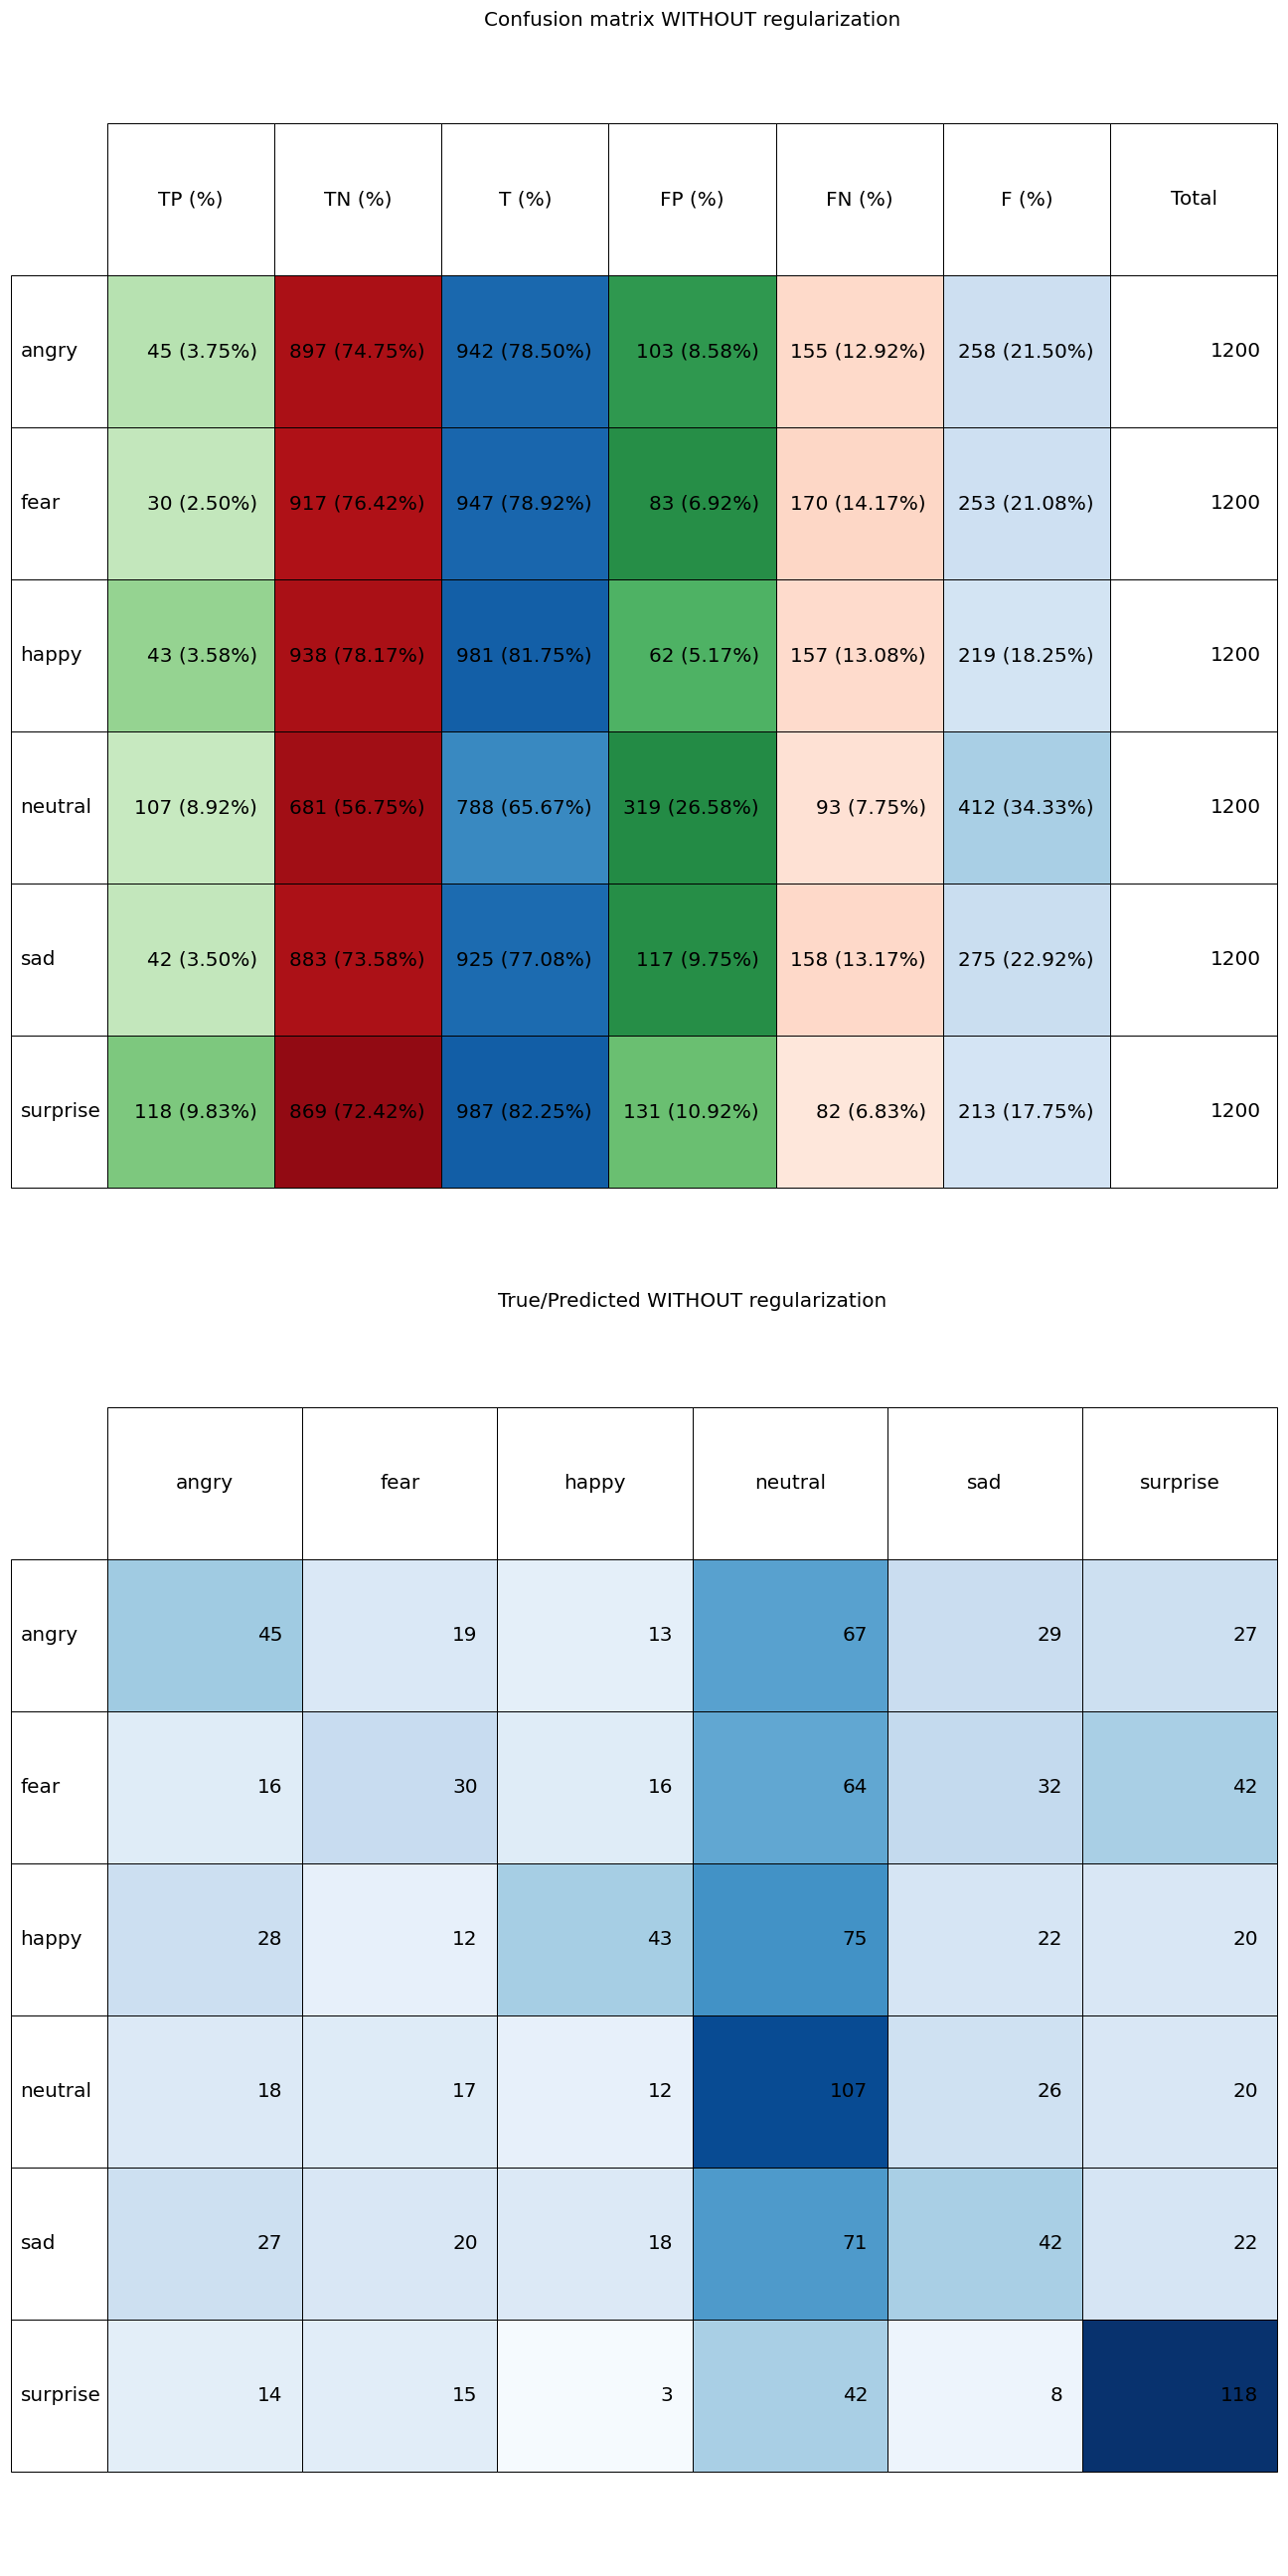 Confusion matrix WITHOUT regularization
TP (%) TN (%) T (%) FP (%) FN (%) F (%) Total
angry 45 (3.75%) 897 (74.75%) 942 (78.50%) 103 (8.58%) 155 (12.92%) 258 (21.50%) 1200
fear 30 (2.50%) 917 (76.42%) 947 (78.92%) 83 (6.92%) 170 (14.17%) 253 (21.08%) 1200
happy 43 (3.58%) 938 (78.17%) 981 (81.75%) 62 (5.17%) 157 (13.08%) 219 (18.25%) 1200
neutral 107 (8.92%) 681 (56.75%) 788 (65.67%) 319 (26.58%) 93 (7.75%) 412 (34.33%) 1200
sad 42 (3.50%) 883 (73.58%) 925 (77.08%) 117 (9.75%) 158 (13.17%) 275 (22.92%) 1200
surprise 118 (9.83%) 869 (72.42%) 987 (82.25%) 131 (10.92%) 82 (6.83%) 213 (17.75%) 1200
True/Predicted WITHOUT regularization
angry fear happy neutral sad surprise
angry 45 19 13 67 29 27
fear 16 30 16 64 32 42
happy 28 12 43 75 22 20
neutral 18 17 12 107 26 20
sad 27 20 18 71 42 22
surprise 14 15 3 42 8 118